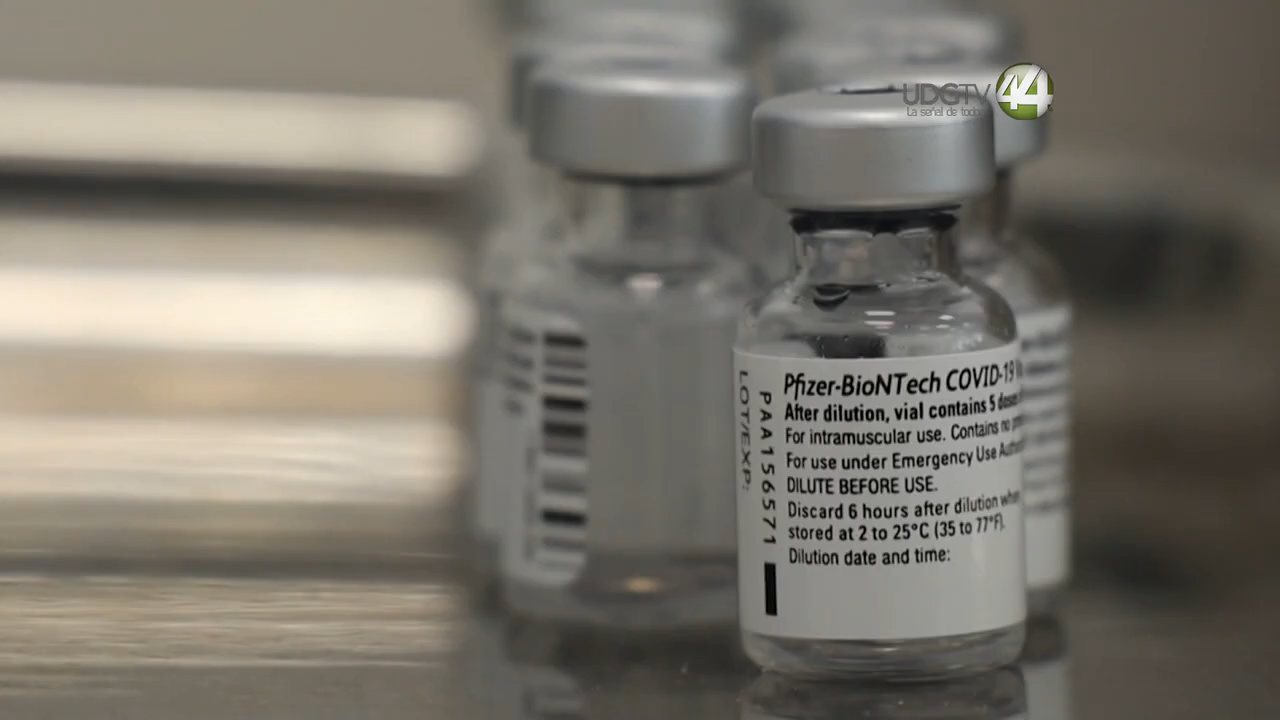 UDGTV 44
La señal de todos
Pfizer-BioNTech COVID-19
After dilution, vial contains 5 doses
For intramuscular use. Contains no
For use under Emergency Use
DILUTE BEFORE USE.
Discard 6 hours after dilution when
stored at 2 to 25°C (35 to 77°F).
Dilution date and time:
PAA156571
LOT/EXP: